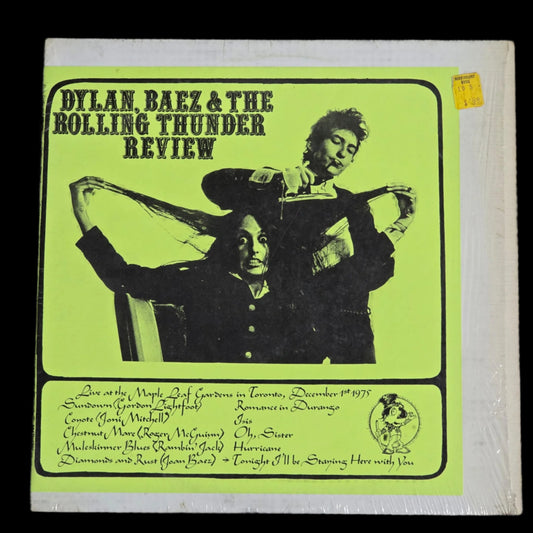 DYLAN, BAEZ & THE
ROLLING THUNDER
REVIEW
Live at the Maple Leaf Gardens in Toronto, December 1st 1975
Sundown (Gordon Lightfoot)
Coyote (Joni Mitchell)
Chestnut Mare (Roger McGuinn)
Muleskinner Blues (Ramblin' Jack)
Diamonds and Rust (Joan Baez) →
Romance in Durango
Isis
Oh, Sister
Hurricane
Tonight I'll be Staying Here with You